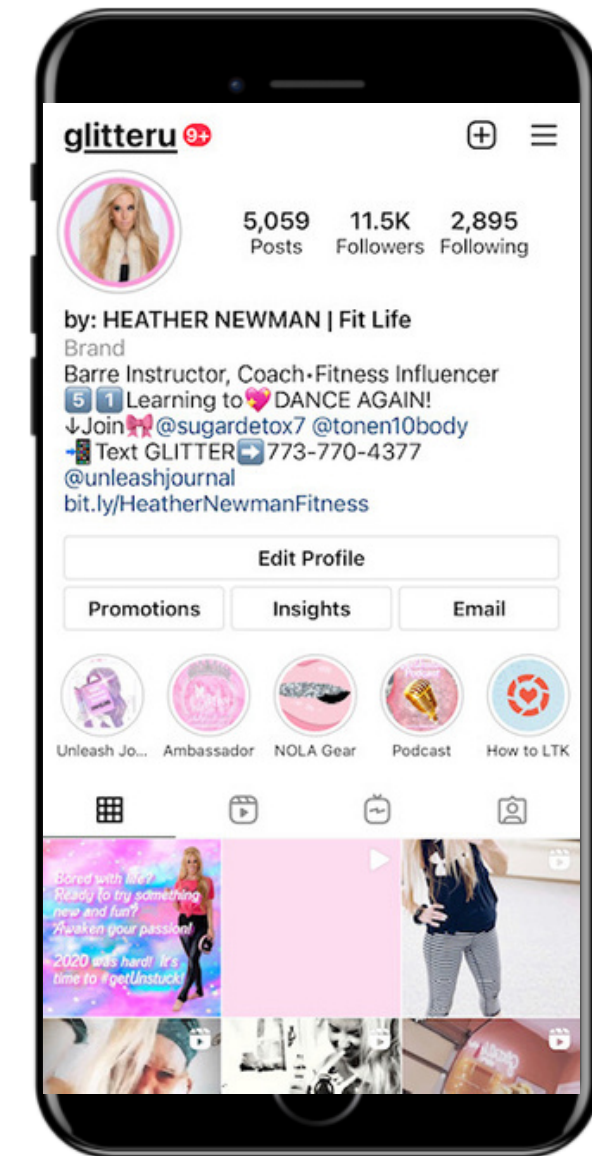 glitteru 9+
5,059 11.5K 2,895
Posts Followers Following
by: HEATHER NEWMAN | Fit Life
Brand
Barre Instructor, Coach•Fitness Influencer
5️⃣1️⃣Learning to💖DANCE AGAIN!
↓Join🎀@sugardetox7 @tonen10body
📲Text GLITTER➡️773-770-4377
@unleashjournal
bit.ly/HeatherNewmanFitness
Edit Profile
Promotions Insights Email
Unleash Jo... Ambassador NOLA Gear Podcast How to LTK
Bored with life?
Ready to try something
new and fun?
Awaken your passion!
2020 was hard! It's
time to #getUnstuck!